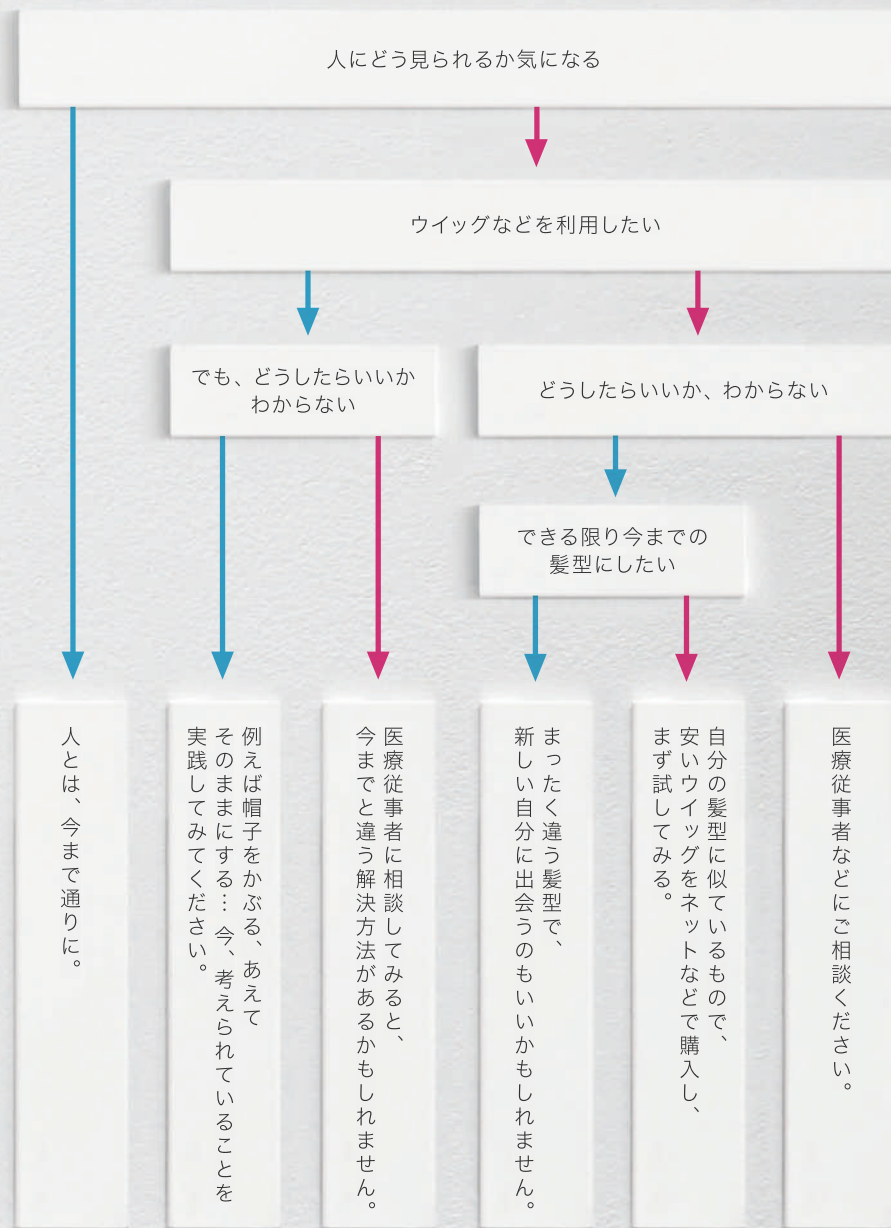 人にどう見られるか気になる
ウイッグなどを利用したい
でも、どうしたらいいか
わからない
どうしたらいいか、わからない
できる限り今までの
髪型にしたい
人とは、今まで通りに。
例えば帽子をかぶる、あえて
そのままにする… 今、考えられていることを
実践してみてください。
医療従事者に相談してみると、
今までと違う解決方法があるかもしれません。
まったく違う髪型で、
新しい自分に出会うのもいいかもしれません。
自分の髪型に似ているもので、
安いウイッグをネットなどで購入し、
まず試してみる。
医療従事者などにご相談ください。